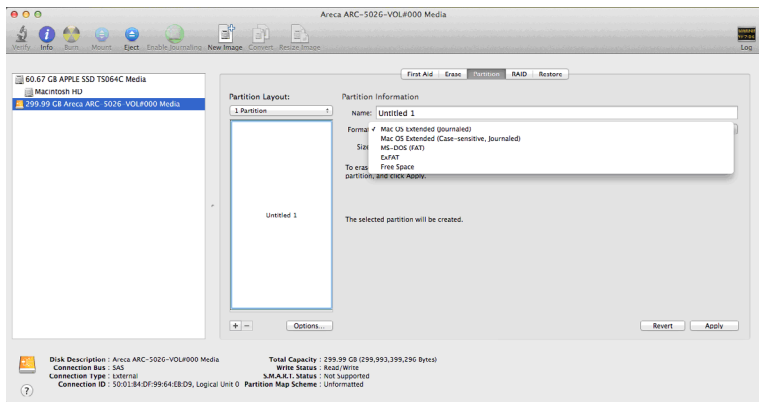 Areca ARC-5026-VOL#000 Media
Verify Info Burn Mount Eject Enable Journaling New Image Convert Resize Image Log
60.67 GB APPLE SSD TS064C Media
Macintosh HD
299.99 GB Areca ARC-5026-VOL#000 Media
First Aid Erase Partition RAID Restore
Partition Layout:
1 Partition
Untitled 1
+ − Options...
Partition Information
Name: Untitled 1
Format
✓ Mac OS Extended (Journaled)
Mac OS Extended (Case-sensitive, Journaled)
MS-DOS (FAT)
ExFAT
Free Space
Size
To eras
partition, and click Apply.
The selected partition will be created.
Revert Apply
Disk Description : Areca ARC-5026-VOL#000 Media
Connection Bus : SAS
Connection Type : External
Connection ID : 50:01:B4:DF:99:64:EB:D9, Logical Unit 0
Total Capacity : 299.99 GB (299,993,399,296 Bytes)
Write Status : Read/Write
S.M.A.R.T. Status : Not Supported
Partition Map Scheme : Unformatted
?